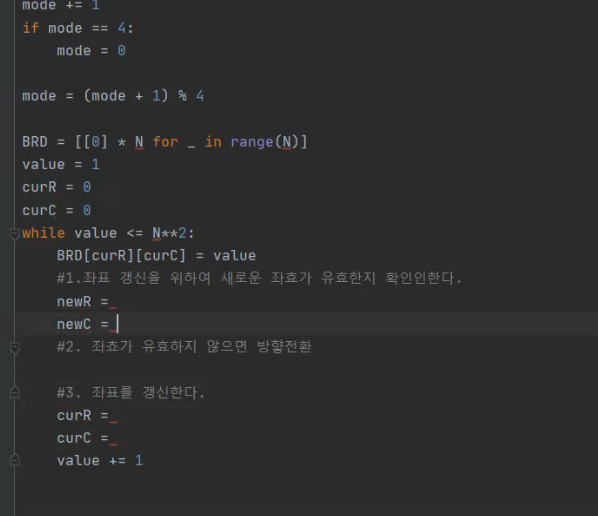 mode += 1
if mode == 4:
mode = 0
mode = (mode + 1) % 4
BRD = [[0] * N for _ in range(N)]
value = 1
curR = 0
curC = 0
while value <= N**2:
BRD[curR][curC] = value
#1.좌표 갱신을 위하여 새로운 좌효가 유효한지 확인인한다.
newR =
newC =
#2. 좌쵸가 유효하지 않으면 방햘전환
#3. 좌표를 갱신한다.
curR =
curC =
value += 1